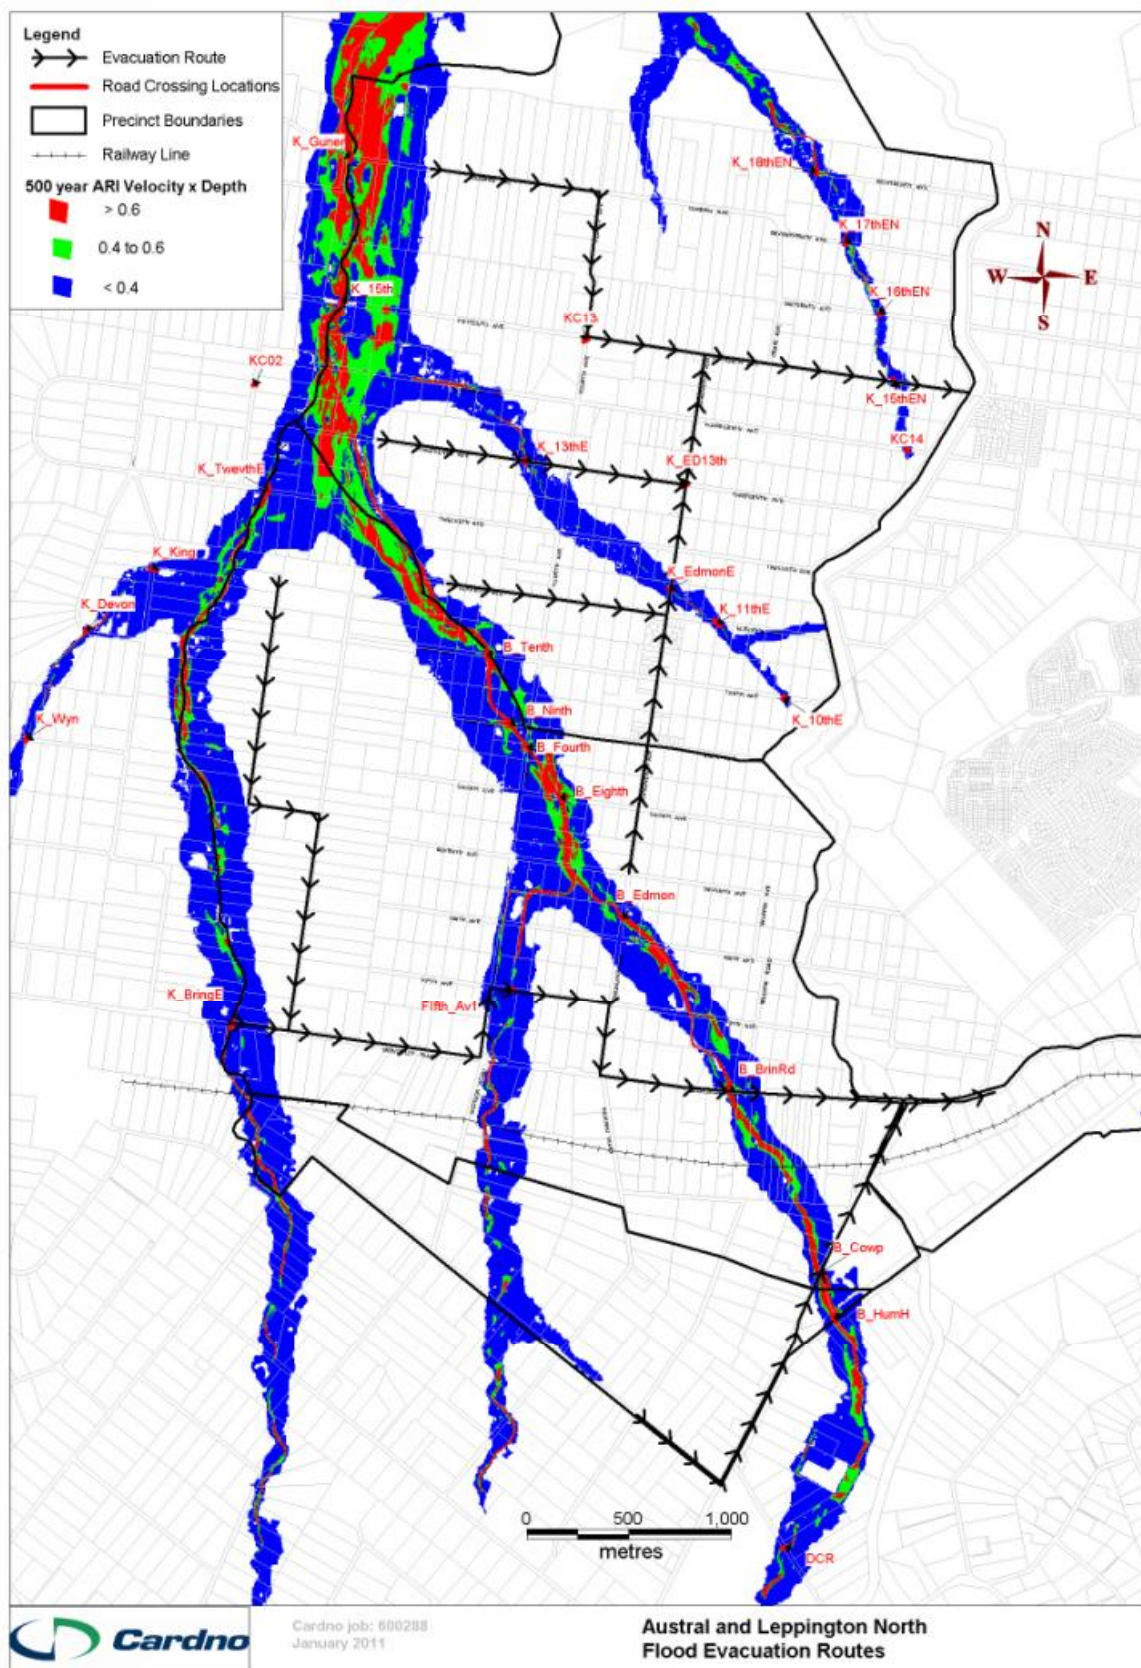 Legend
Evacuation Route
Road Crossing Locations
Precinct Boundaries
Railway Line
500 year ARI Velocity x Depth
> 0.6
0.4 to 0.6
< 0.4
K_Guner
K_18thEN
K_17thEN
N
W E
S
K_15th
K_16thEN
KC13
KC02
K_15thEN
KC14
K_13thE
K_ED13th
K_TwevthE
K_King
K_EdmonE
K_Devon
K_11thE
B_Tenth
K_Wyn
K_10thE
B_Ninth
B_Fourth
B_Eighth
B_Edmon
K_BringE
FIfth_Av1
B_BrinRd
B_Cowp
B_HumH
0 500 1,000
metres
DCR
Cardno
Cardno job: 600288
January 2011
Austral and Leppington North
Flood Evacuation Routes